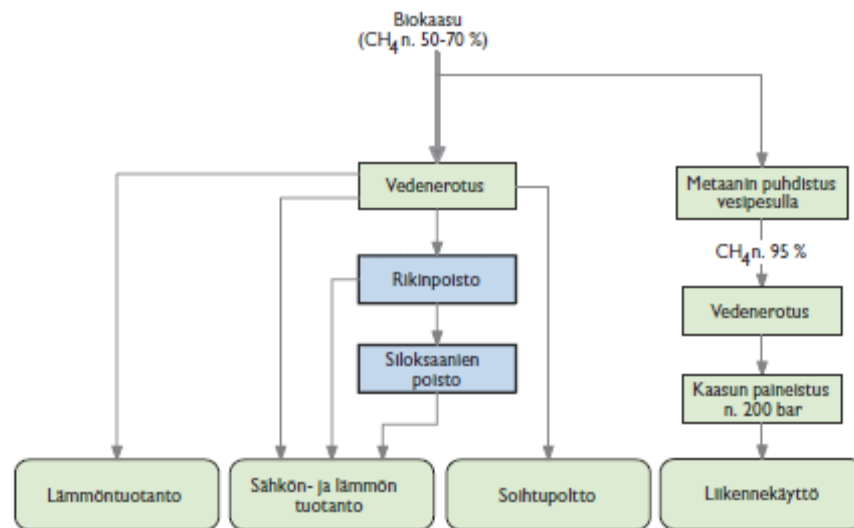 Biokaasu
(CH4 n. 50-70 %)
Vedenerotus
Metaanin puhdistus
vesipesulla
CH4 n. 95 %
Rikinpoisto
Vedenerotus
Siloksaanien
poisto
Kaasun paineistus
n. 200 bar
Lämmöntuotanto
Sähkön- ja lämmön
tuotanto
Soihtupoltto
Liikennekäyttö